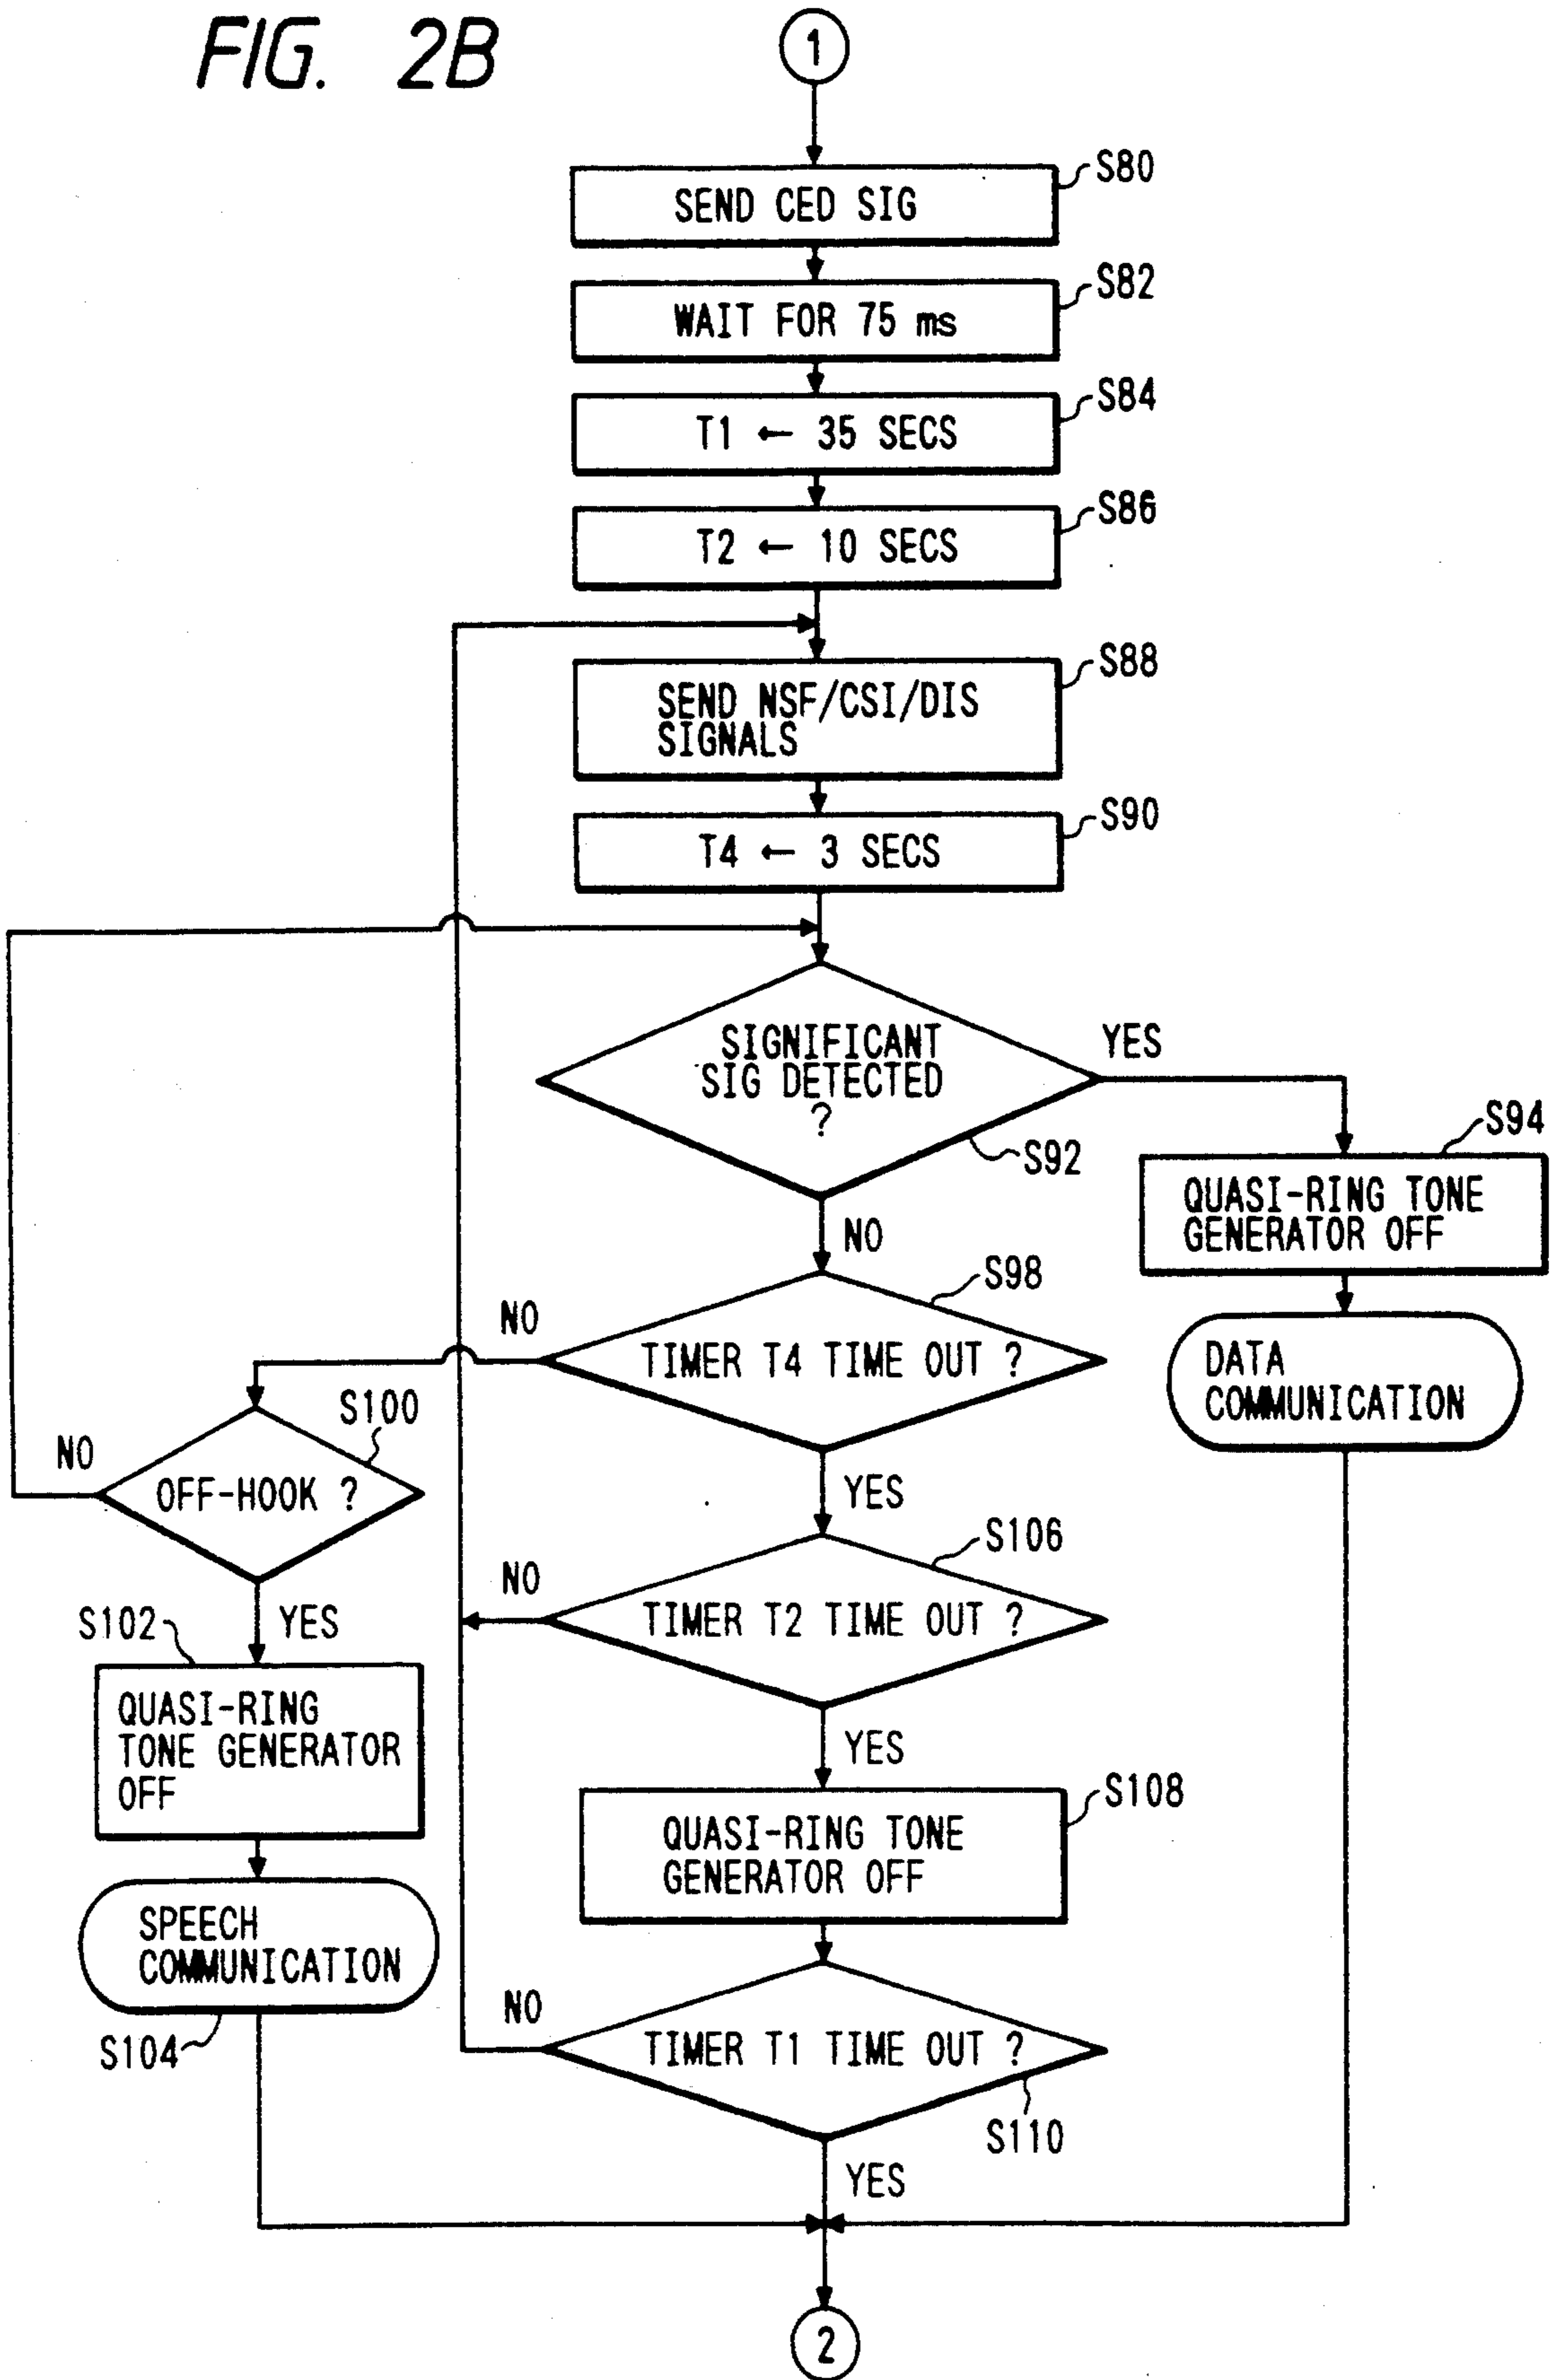 FIG. 2B
1
S80
SEND CED SIG
S82
WAIT FOR 75 ms
S84
T1 ← 35 SECS
S86
T2 ← 10 SECS
S88
SEND NSF/CSI/DIS
SIGNALS
S90
T4 ← 3 SECS
SIGNIFICANT
SIG DETECTED
?
YES
S92
NO
S94
QUASI-RING TONE
GENERATOR OFF
DATA
COMMUNICATION
S98
NO
TIMER T4 TIME OUT ?
YES
S100
NO
OFF-HOOK ?
YES
S102
QUASI-RING
TONE GENERATOR
OFF
SPEECH
COMMUNICATION
S104
S106
NO
TIMER T2 TIME OUT ?
YES
S108
QUASI-RING TONE
GENERATOR OFF
NO
TIMER T1 TIME OUT ?
S110
YES
2